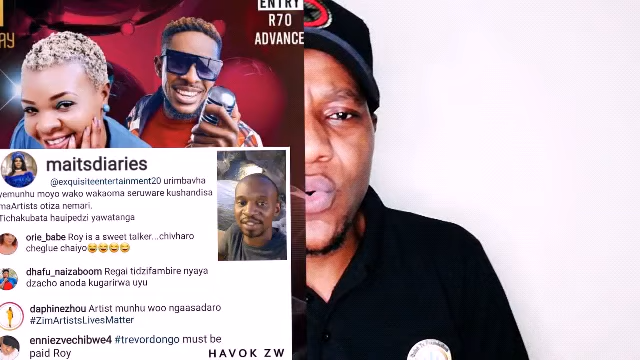 ENTRY
R70
ADVANCE
AY
maitsdiaries
@exquisiteentertainment20 urimbavha
yemunhu moyo wako wakaoma seruware kushandisa
maArtists otiza nemari.
Tichakubata hauipedzi yawatanga
orie_babe Roy is a sweet talker...chivharo
cheglue chaiyo😂😂😂😂
dhafu_naizaboom Regai tidzifambire nyaya
dzacho anoda kugarirwa uyu
daphinezhou Artist munhu woo ngaasadaro
#ZimArtistsLivesMatter
enniezvechibwe4 #trevordongo must be
paid Roy
HAVOK ZW